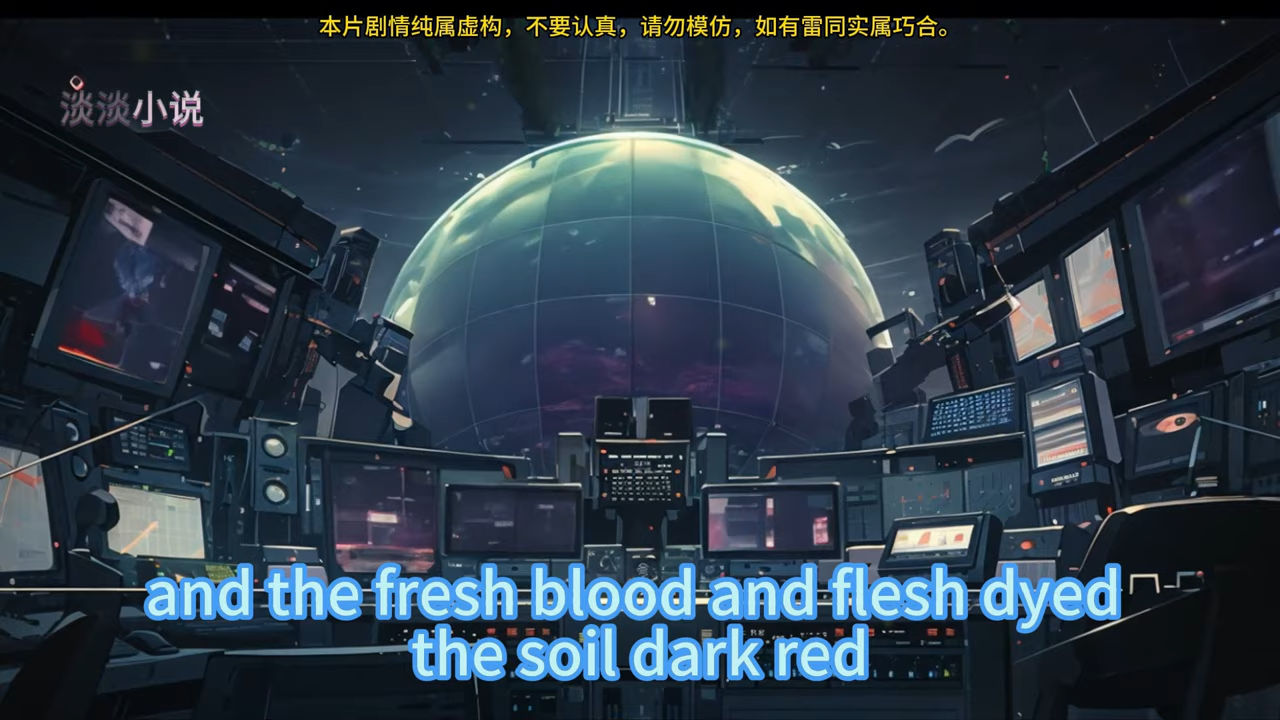 本片剧情纯属虚构，不要认真，请勿模仿，如有雷同实属巧合。
淡淡小说
and the fresh blood and flesh dyed
the soil dark red